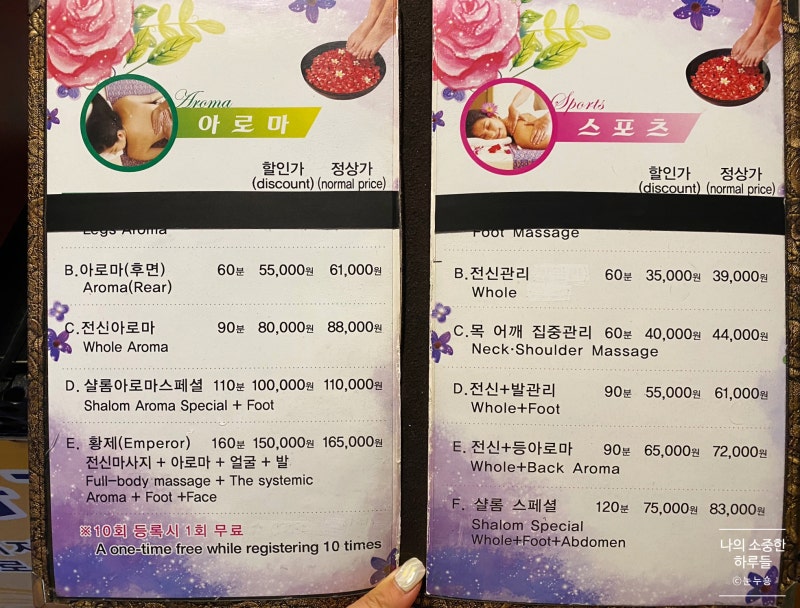 Aroma
아로마
할인가 정상가
(discount) (normal price)
Legs Aroma
B.아로마(후면) 60분 55,000원 61,000원
Aroma(Rear)
C.전신아로마 90분 80,000원 88,000원
Whole Aroma
D. 샬롬아로마스페셜 110분 100,000원 110,000원
Shalom Aroma Special + Foot
E. 황제(Emperor) 160분 150,000원 165,000원
전신마사지 + 아로마 + 얼굴 + 발
Full-body massage + The systemic
Aroma + Foot +Face
※10회 등록시 1회 무료
A one-time free while registering 10 times
Sports
스포츠
할인가 정상가
(discount) (normal price)
Foot Massage
B.전신관리 60분 35,000원 39,000원
Whole
C.목 어깨 집중관리 60분 40,000원 44,000원
Neck·Shoulder Massage
D.전신+발관리 90분 55,000원 61,000원
Whole+Foot
E.전신+등아로마 90분 65,000원 72,000원
Whole+Back Aroma
F. 샬롬 스페셜 120분 75,000원 83,000원
Shalom Special
Whole+Foot+Abdomen
나의 소중한
하루들
©눈누용